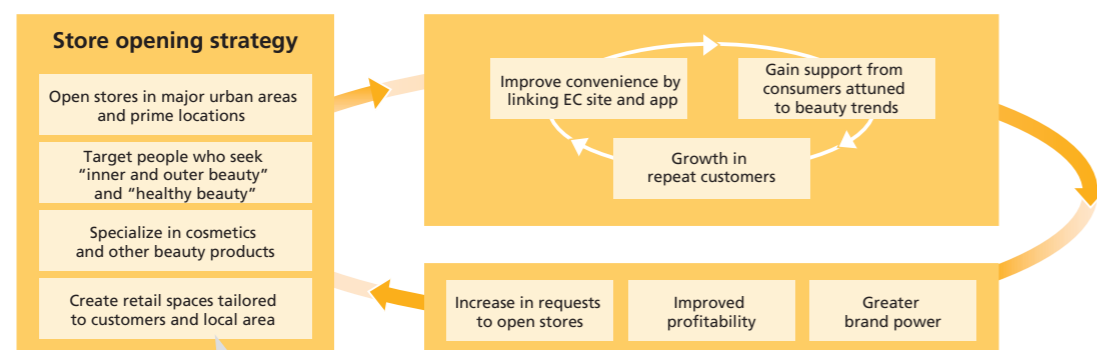 Store opening strategy
Open stores in major urban areas
and prime locations
Target people who seek
“inner and outer beauty”
and “healthy beauty”
Specialize in cosmetics
and other beauty products
Create retail spaces tailored
to customers and local area
Improve convenience by
linking EC site and app
Gain support from
consumers attuned
to beauty trends
Growth in
repeat customers
Increase in requests
to open stores
Improved
profitability
Greater
brand power